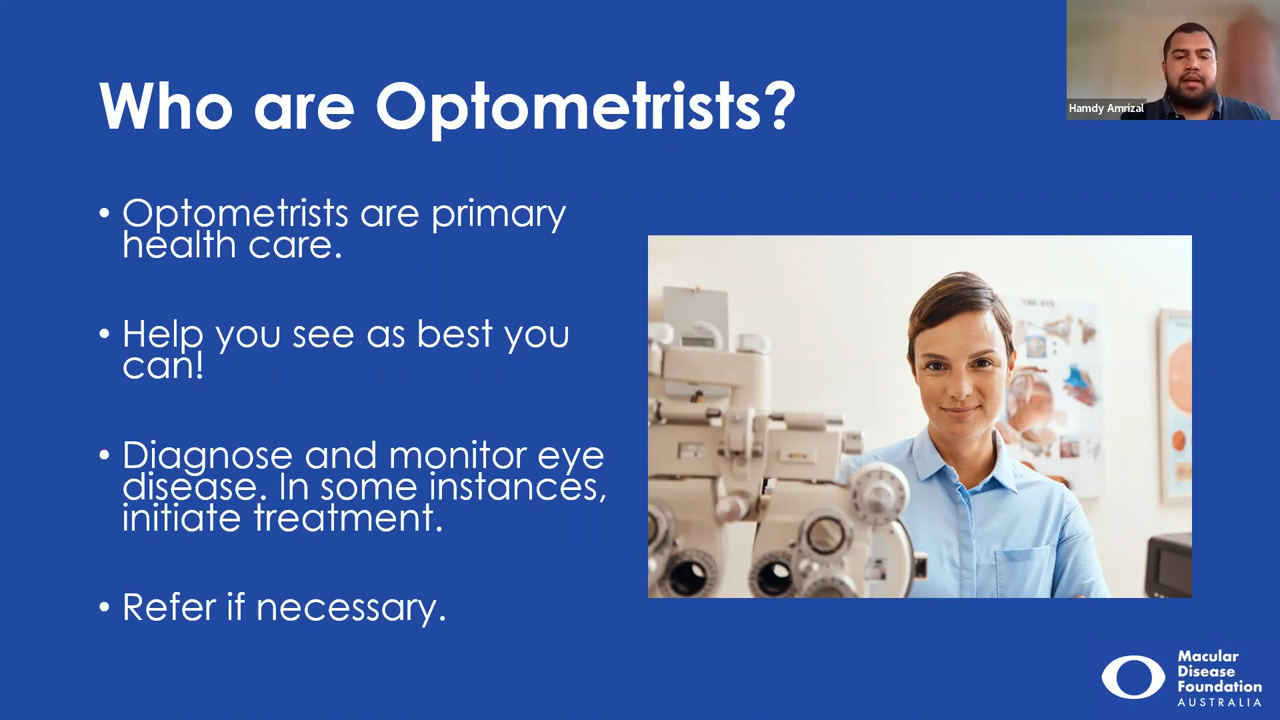 Who are Optometrists?
Hamdy Amrizal
• Optometrists are primary
health care.
• Help you see as best you
can!
• Diagnose and monitor eye
disease. In some instances,
initiate treatment.
• Refer if necessary.
Macular
Disease
Foundation
AUSTRALIA